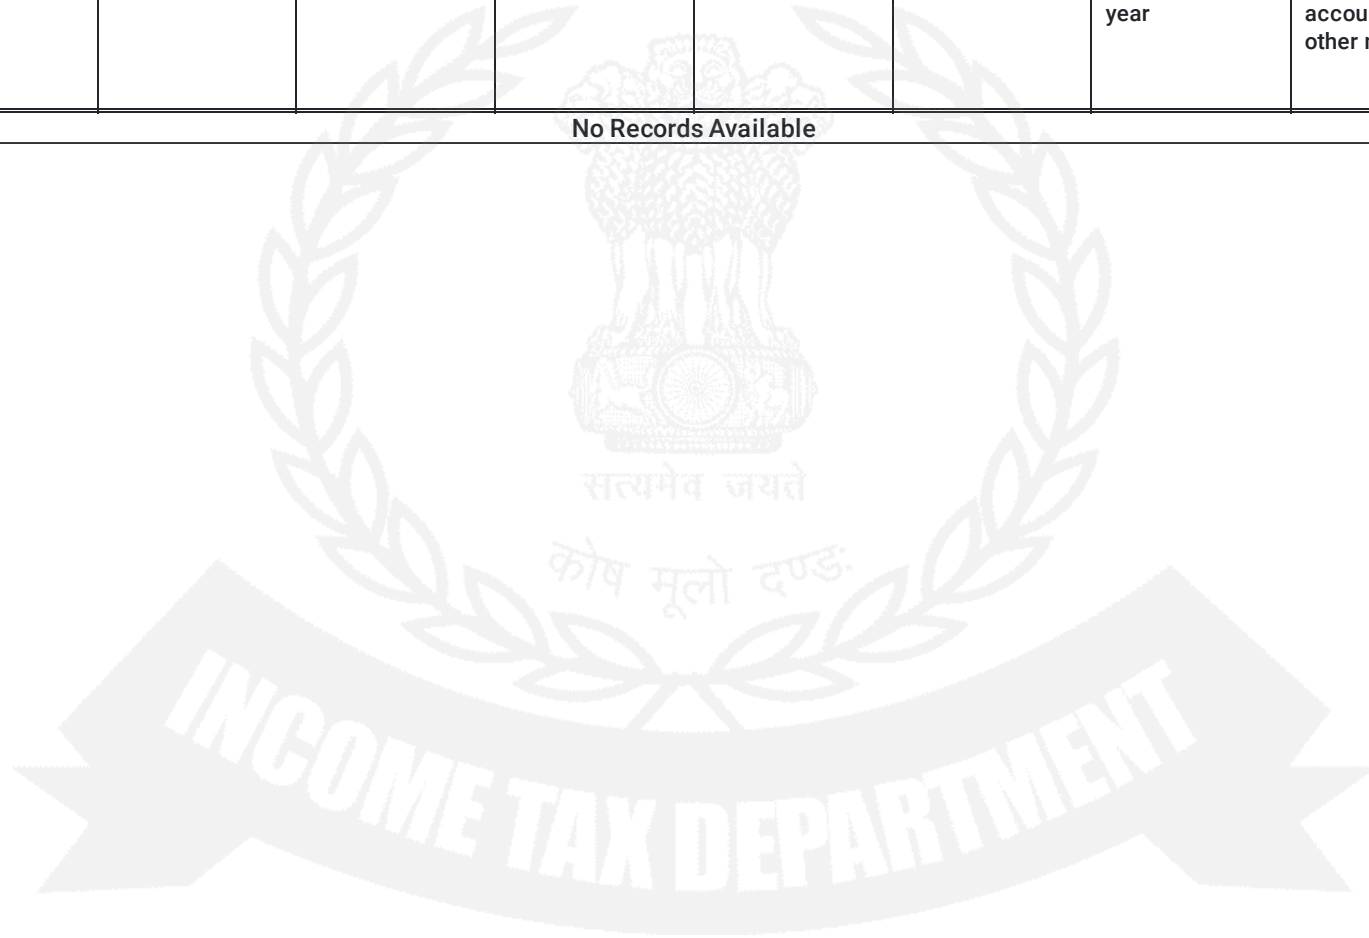 year
accou
other
No Records Available
सत्यमेव जयते
कोष मूलो दण्डः
INCOME TAX DEPARTMENT